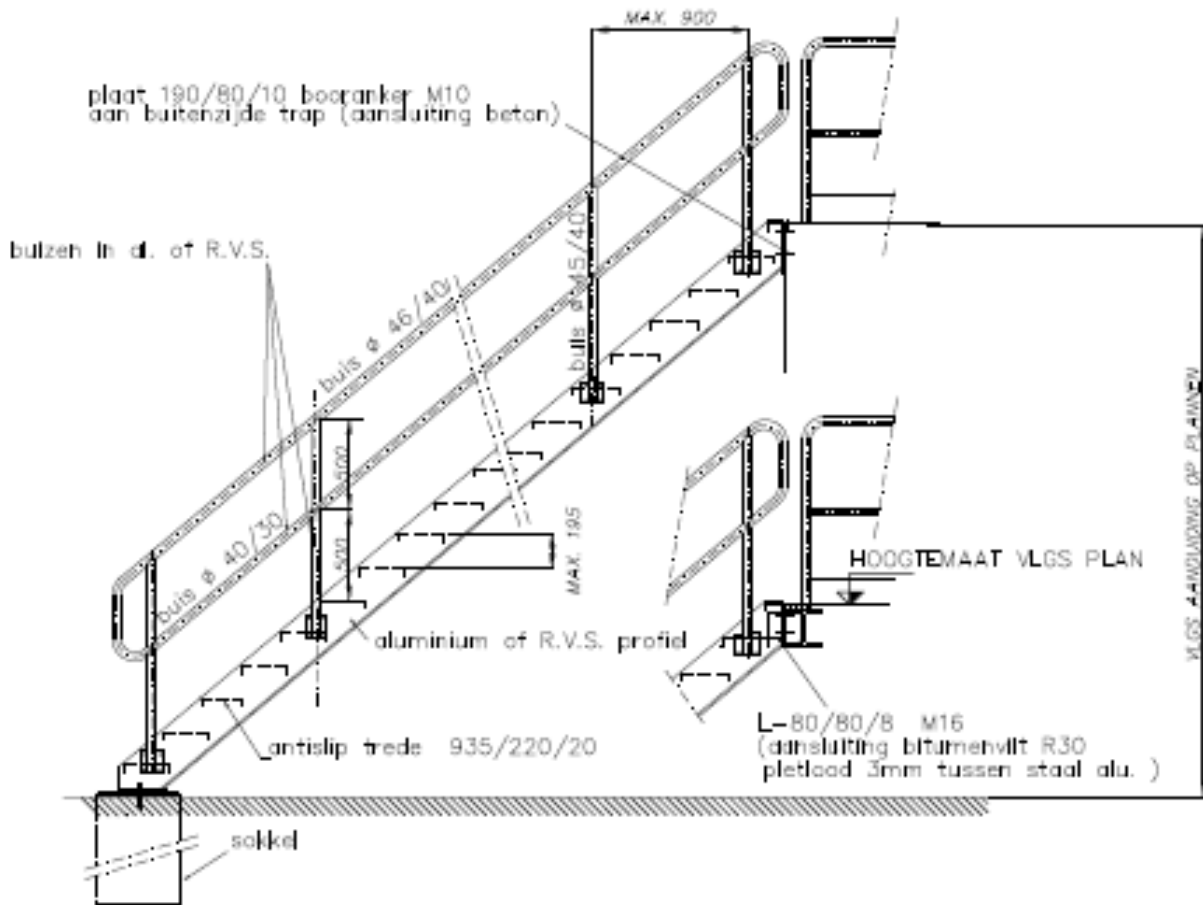 MAX. 900
plaat 190/80/10 booranker M10
aan buitenzijde trap (aansluiting beton)
buizen in al. of R.V.S.
buis ø 46/40
buis ø 45/40
buis ø 40/30
500
500
MAX. 195
HOOGTEMAAT VLGS PLAN
VLGS AANDUIDING OP PLANNEN
aluminium of R.V.S. profiel
L-80/80/8 M16
(aansluiting bitumenvilt R30
pletlood 3mm tussen staal alu. )
antislip trede 935/220/20
sokkel